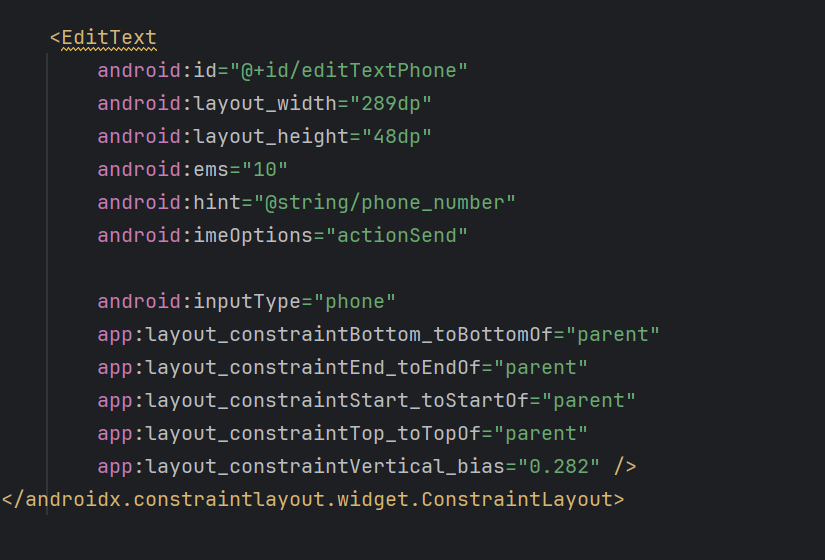 <EditText
android:id="@+id/editTextPhone"
android:layout_width="289dp"
android:layout_height="48dp"
android:ems="10"
android:hint="@string/phone_number"
android:imeOptions="actionSend"
android:inputType="phone"
app:layout_constraintBottom_toBottomOf="parent"
app:layout_constraintEnd_toEndOf="parent"
app:layout_constraintStart_toStartOf="parent"
app:layout_constraintTop_toTopOf="parent"
app:layout_constraintVertical_bias="0.282" />
</androidx.constraintlayout.widget.ConstraintLayout>